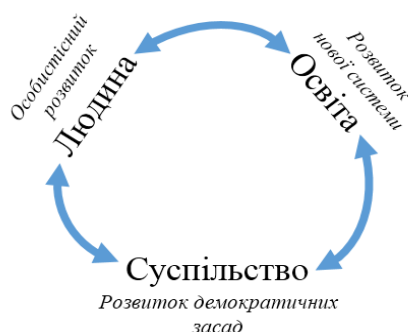 Особистісний
розвиток
Людина
Розвиток
нової системи
Освіта
Суспільство
Розвиток демократичних
засад